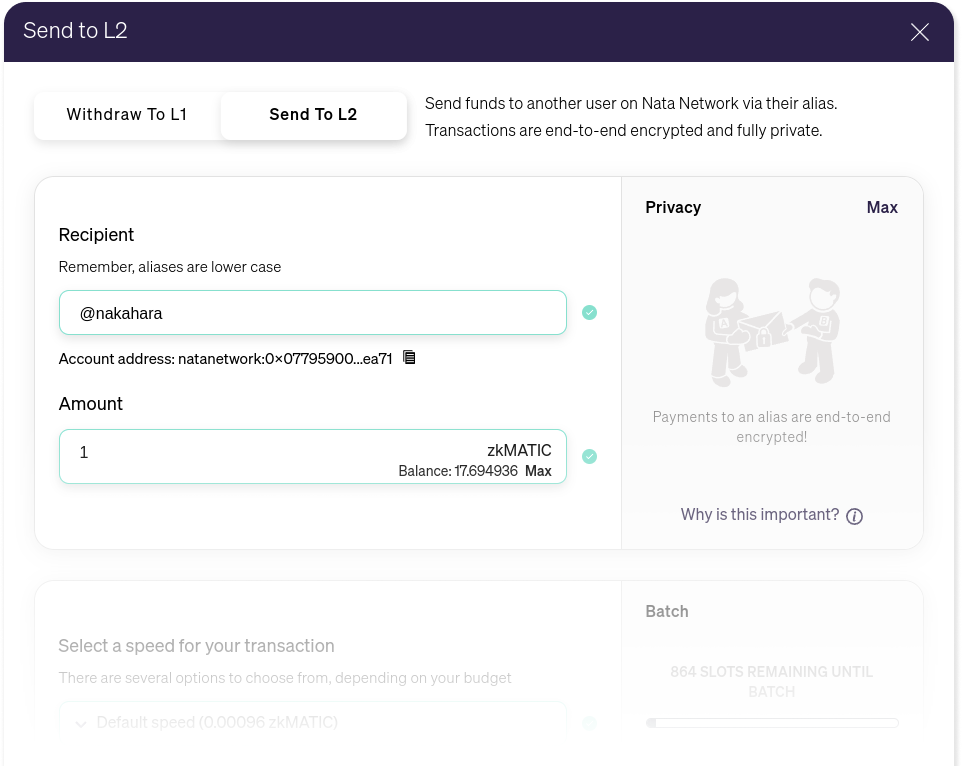 Send to L2
Withdraw To L1
Send To L2
Send funds to another user on Nata Network via their alias.
Transactions are end-to-end encrypted and fully private.
Recipient
Remember, aliases are lower case
@nakahara
Account address: natanetwork:0×07795900...ea71
Amount
1
zkMATIC
Balance: 17.694936 Max
Privacy
Max
Payments to an alias are end-to-end
encrypted!
Why is this important?
Select a speed for your transaction
There are several options to choose from, depending on your budget
Default speed (0.00096 zkMATIC)
Batch
864 SLOTS REMAINING UNTIL
BATCH